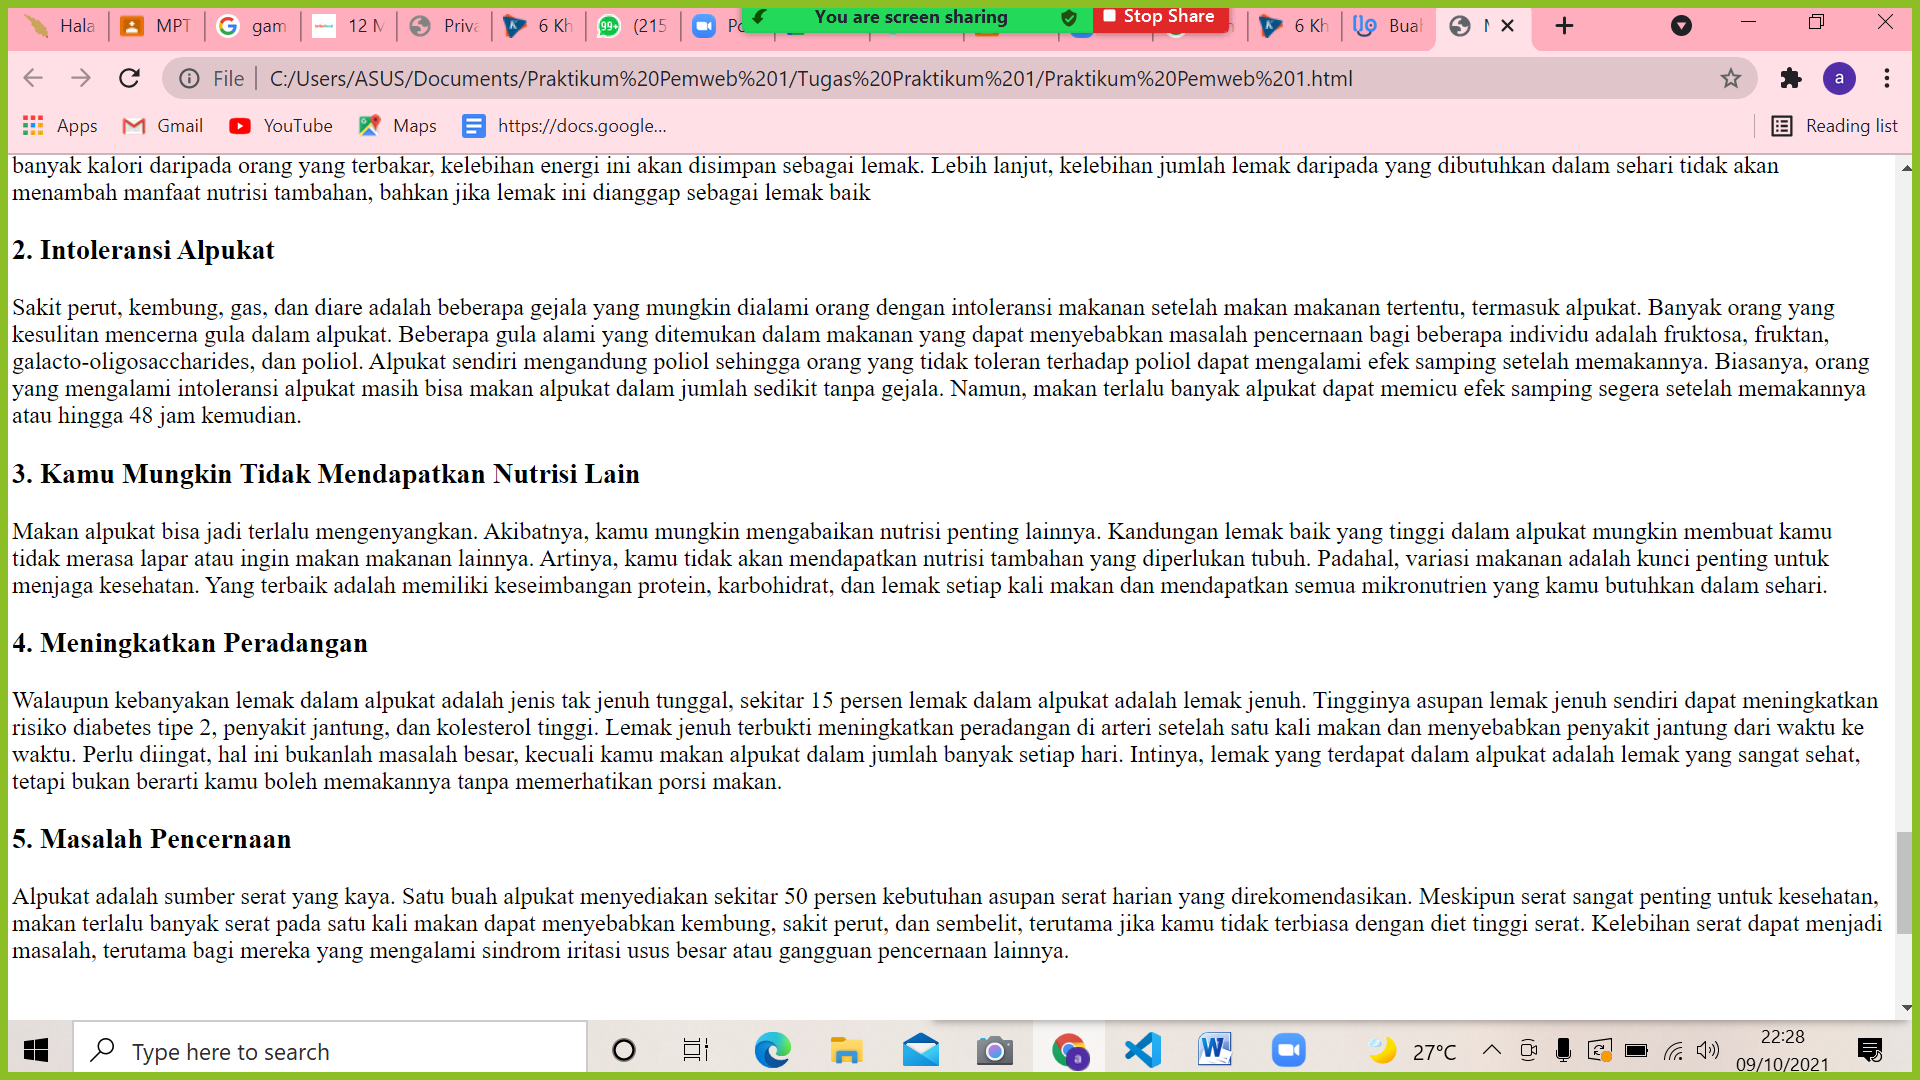 Hala
MPT
gam
12 M
Priva
6 Kh
99+
(215
Po
You are screen sharing
Stop Share
6 Kh
Buah
File
C:/Users/ASUS/Documents/Praktikum%20Pemweb%201/Tugas%20Praktikum%201/Praktikum%20Pemweb%201.html
a
Apps
Gmail
YouTube
Maps
https://docs.google...
Reading list
banyak kalori daripada orang yang terbakar, kelebihan energi ini akan disimpan sebagai lemak. Lebih lanjut, kelebihan jumlah lemak daripada yang dibutuhkan dalam sehari tidak akan
menambah manfaat nutrisi tambahan, bahkan jika lemak ini dianggap sebagai lemak baik
2. Intoleransi Alpukat
Sakit perut, kembung, gas, dan diare adalah beberapa gejala yang mungkin dialami orang dengan intoleransi makanan setelah makan makanan tertentu, termasuk alpukat. Banyak orang yang
kesulitan mencerna gula dalam alpukat. Beberapa gula alami yang ditemukan dalam makanan yang dapat menyebabkan masalah pencernaan bagi beberapa individu adalah fruktosa, fruktan,
galacto-oligosaccharides, dan poliol. Alpukat sendiri mengandung poliol sehingga orang yang tidak toleran terhadap poliol dapat mengalami efek samping setelah memakannya. Biasanya, orang
yang mengalami intoleransi alpukat masih bisa makan alpukat dalam jumlah sedikit tanpa gejala. Namun, makan terlalu banyak alpukat dapat memicu efek samping segera setelah memakannya
atau hingga 48 jam kemudian.
3. Kamu Mungkin Tidak Mendapatkan Nutrisi Lain
Makan alpukat bisa jadi terlalu mengenyangkan. Akibatnya, kamu mungkin mengabaikan nutrisi penting lainnya. Kandungan lemak baik yang tinggi dalam alpukat mungkin membuat kamu
tidak merasa lapar atau ingin makan makanan lainnya. Artinya, kamu tidak akan mendapatkan nutrisi tambahan yang diperlukan tubuh. Padahal, variasi makanan adalah kunci penting untuk
menjaga kesehatan. Yang terbaik adalah memiliki keseimbangan protein, karbohidrat, dan lemak setiap kali makan dan mendapatkan semua mikronutrien yang kamu butuhkan dalam sehari.
4. Meningkatkan Peradangan
Walaupun kebanyakan lemak dalam alpukat adalah jenis tak jenuh tunggal, sekitar 15 persen lemak dalam alpukat adalah lemak jenuh. Tingginya asupan lemak jenuh sendiri dapat meningkatkan
risiko diabetes tipe 2, penyakit jantung, dan kolesterol tinggi. Lemak jenuh terbukti meningkatkan peradangan di arteri setelah satu kali makan dan menyebabkan penyakit jantung dari waktu ke
waktu. Perlu diingat, hal ini bukanlah masalah besar, kecuali kamu makan alpukat dalam jumlah banyak setiap hari. Intinya, lemak yang terdapat dalam alpukat adalah lemak yang sangat sehat,
tetapi bukan berarti kamu boleh memakannya tanpa memerhatikan porsi makan.
5. Masalah Pencernaan
Alpukat adalah sumber serat yang kaya. Satu buah alpukat menyediakan sekitar 50 persen kebutuhan asupan serat harian yang direkomendasikan. Meskipun serat sangat penting untuk kesehatan,
makan terlalu banyak serat pada satu kali makan dapat menyebabkan kembung, sakit perut, dan sembelit, terutama jika kamu tidak terbiasa dengan diet tinggi serat. Kelebihan serat dapat menjadi
masalah, terutama bagi mereka yang mengalami sindrom iritasi usus besar atau gangguan pencernaan lainnya.
Type here to search
27°C
22:28
09/10/2021